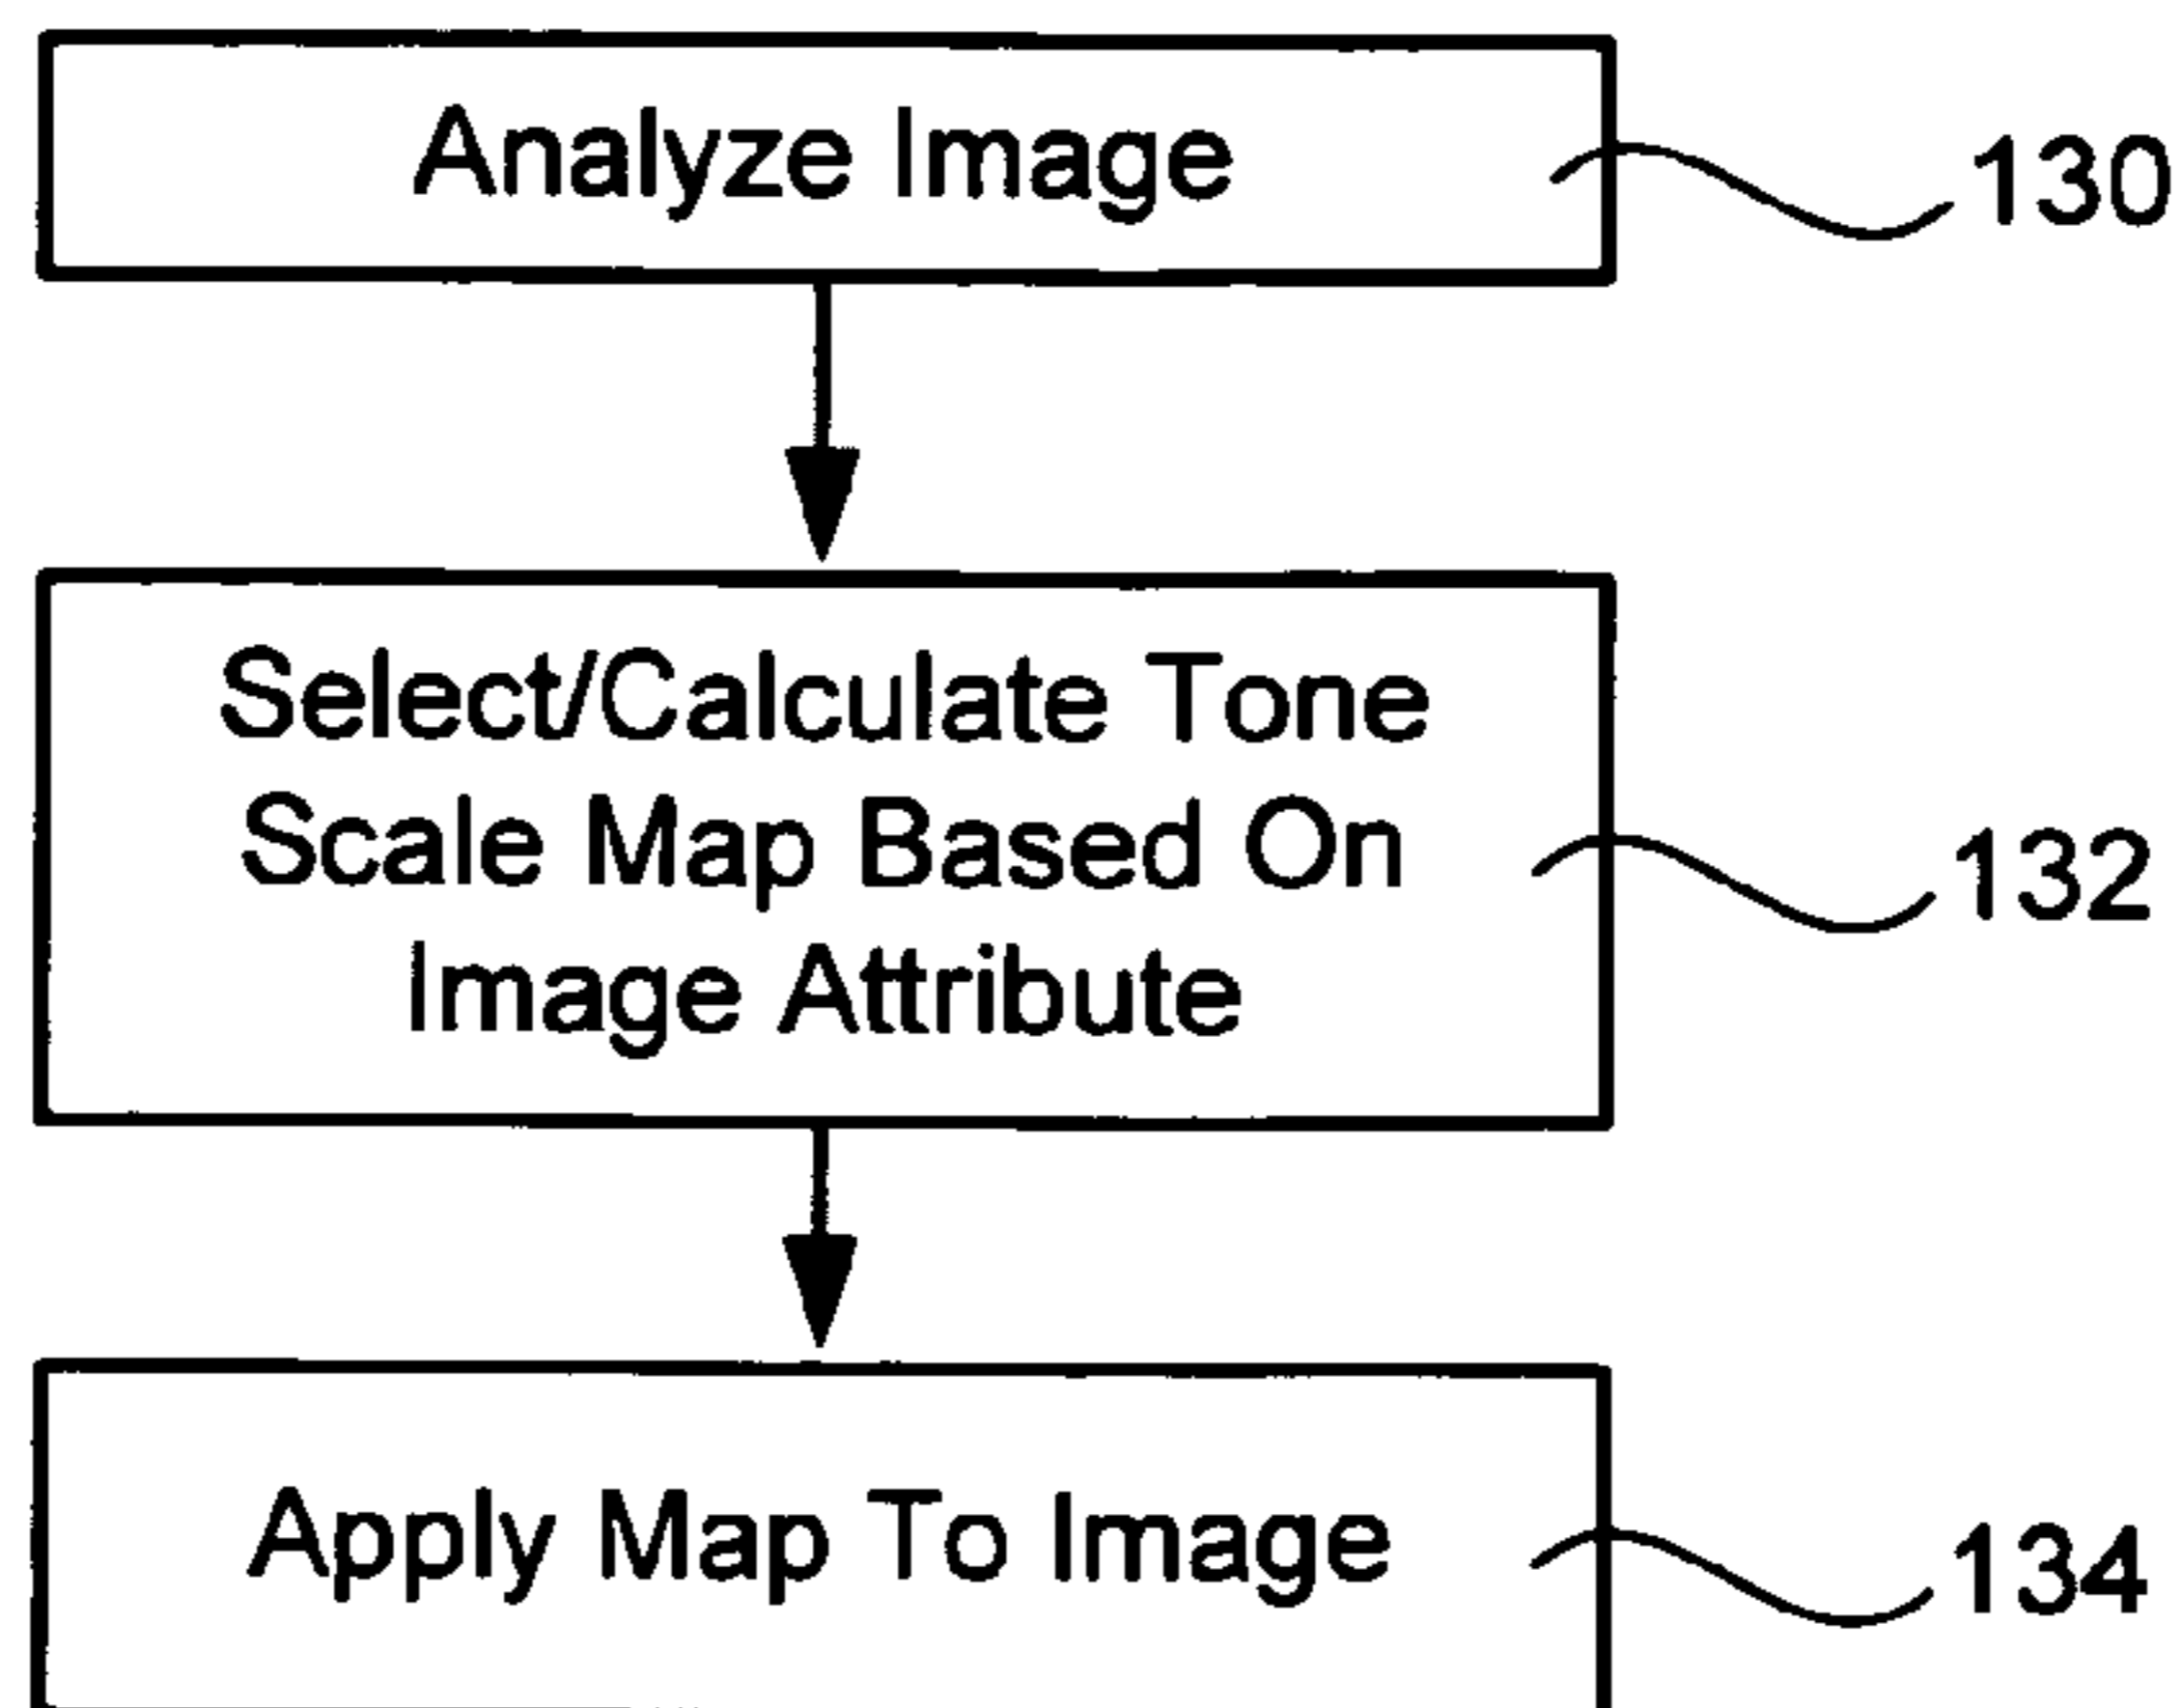 Analyze Image
130
Select/Calculate Tone
Scale Map Based On
Image Attribute
132
Apply Map To Image
134